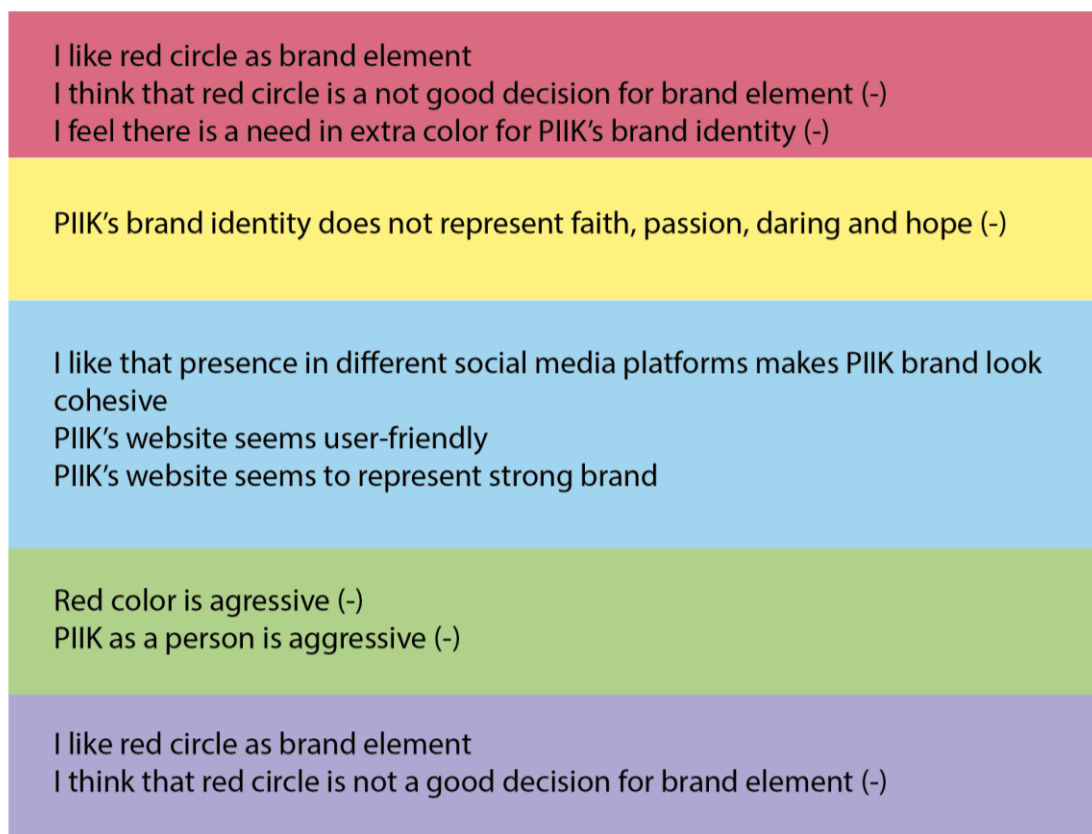 I like red circle as brand element
I think that red circle is a not good decision for brand element (-)
I feel there is a need in extra color for PIIK’s brand identity (-)
PIIK’s brand identity does not represent faith, passion, daring and hope (-)
I like that presence in different social media platforms makes PIIK brand look
cohesive
PIIK’s website seems user-friendly
PIIK’s website seems to represent strong brand
Red color is agressive (-)
PIIK as a person is aggressive (-)
I like red circle as brand element
I think that red circle is not a good decision for brand element (-)